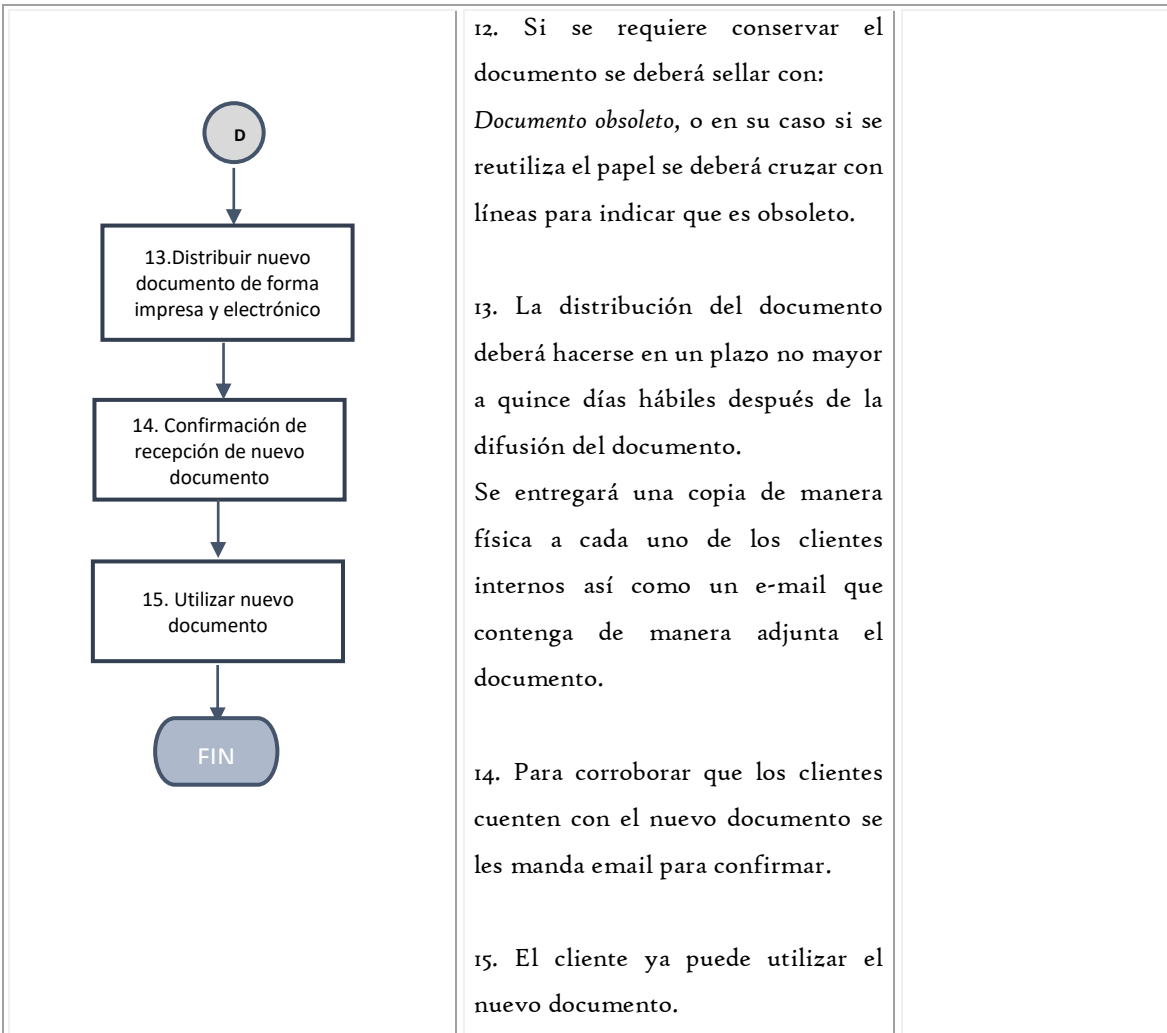 D
13.Distribuir nuevo
documento de forma
impresa y electrónico
14. Confirmación de
recepción de nuevo
documento
15. Utilizar nuevo
documento
FIN
12. Si se requiere conservar el
documento se deberá sellar con:
Documento obsoleto, o en su caso si se
reutiliza el papel se deberá cruzar con
líneas para indicar que es obsoleto.
13. La distribución del documento
deberá hacerse en un plazo no mayor
a quince días hábiles después de la
difusión del documento.
Se entregará una copia de manera
física a cada uno de los clientes
internos así como un e-mail que
contenga de manera adjunta el
documento.
14. Para corroborar que los clientes
cuenten con el nuevo documento se
les manda email para confirmar.
15. El cliente ya puede utilizar el
nuevo documento.